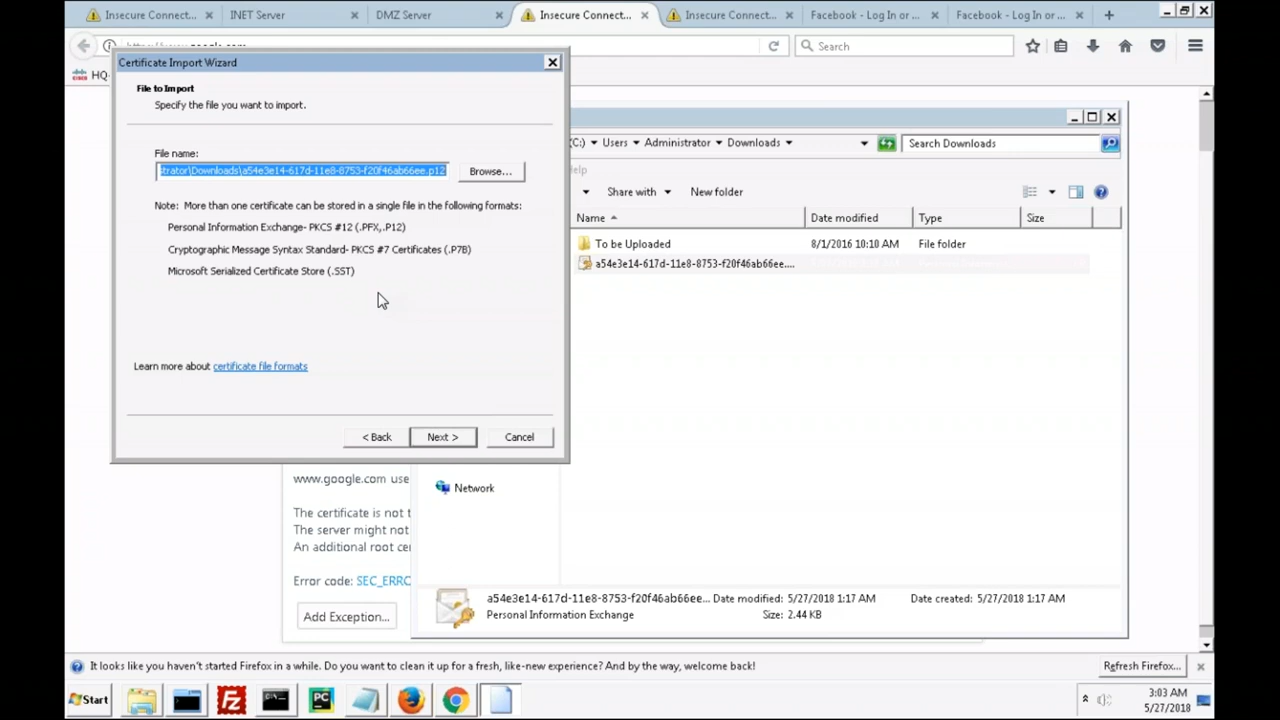 Insecure Connect...
INET Server
DMZ Server
Insecure Connect...
Insecure Connect...
Facebook - Log In or ...
Facebook - Log In or ...
Search
HQ
Certificate Import Wizard
File to Import
Specify the file you want to import.
File name:
strator\Downloads\a54e3e14-617d-11e8-8753-f20f46ab66ee.p12
Browse...
Note: More than one certificate can be stored in a single file in the following formats:
Personal Information Exchange- PKCS #12 (.PFX,.P12)
Cryptographic Message Syntax Standard- PKCS #7 Certificates (.P7B)
Microsoft Serialized Certificate Store (.SST)
Learn more about certificate file formats
< Back
Next >
Cancel
(C:)
Users
Administrator
Downloads
Search Downloads
elp
Share with
New folder
Name
Date modified
Type
Size
To be Uploaded
8/1/2016 10:18 AM
File folder
a54e3e14-617d-11e8-8753-f20f46ab66ee....
Network
www.google.com use
The certificate is not t
The server might not
An additional root cer
Error code: SEC_ERRO
Add Exception...
a54e3e14-617d-11e8-8753-f20f46ab66ee... Date modified: 5/27/2018 1:17 AM
Date created: 5/27/2018 1:17 AM
Personal Information Exchange
Size: 2.44 KB
It looks like you haven't started Firefox in a while. Do you want to clean it up for a fresh, like-new experience? And by the way, welcome back!
Refresh Firefox...
Start
PC
3:03 AM
5/27/2018